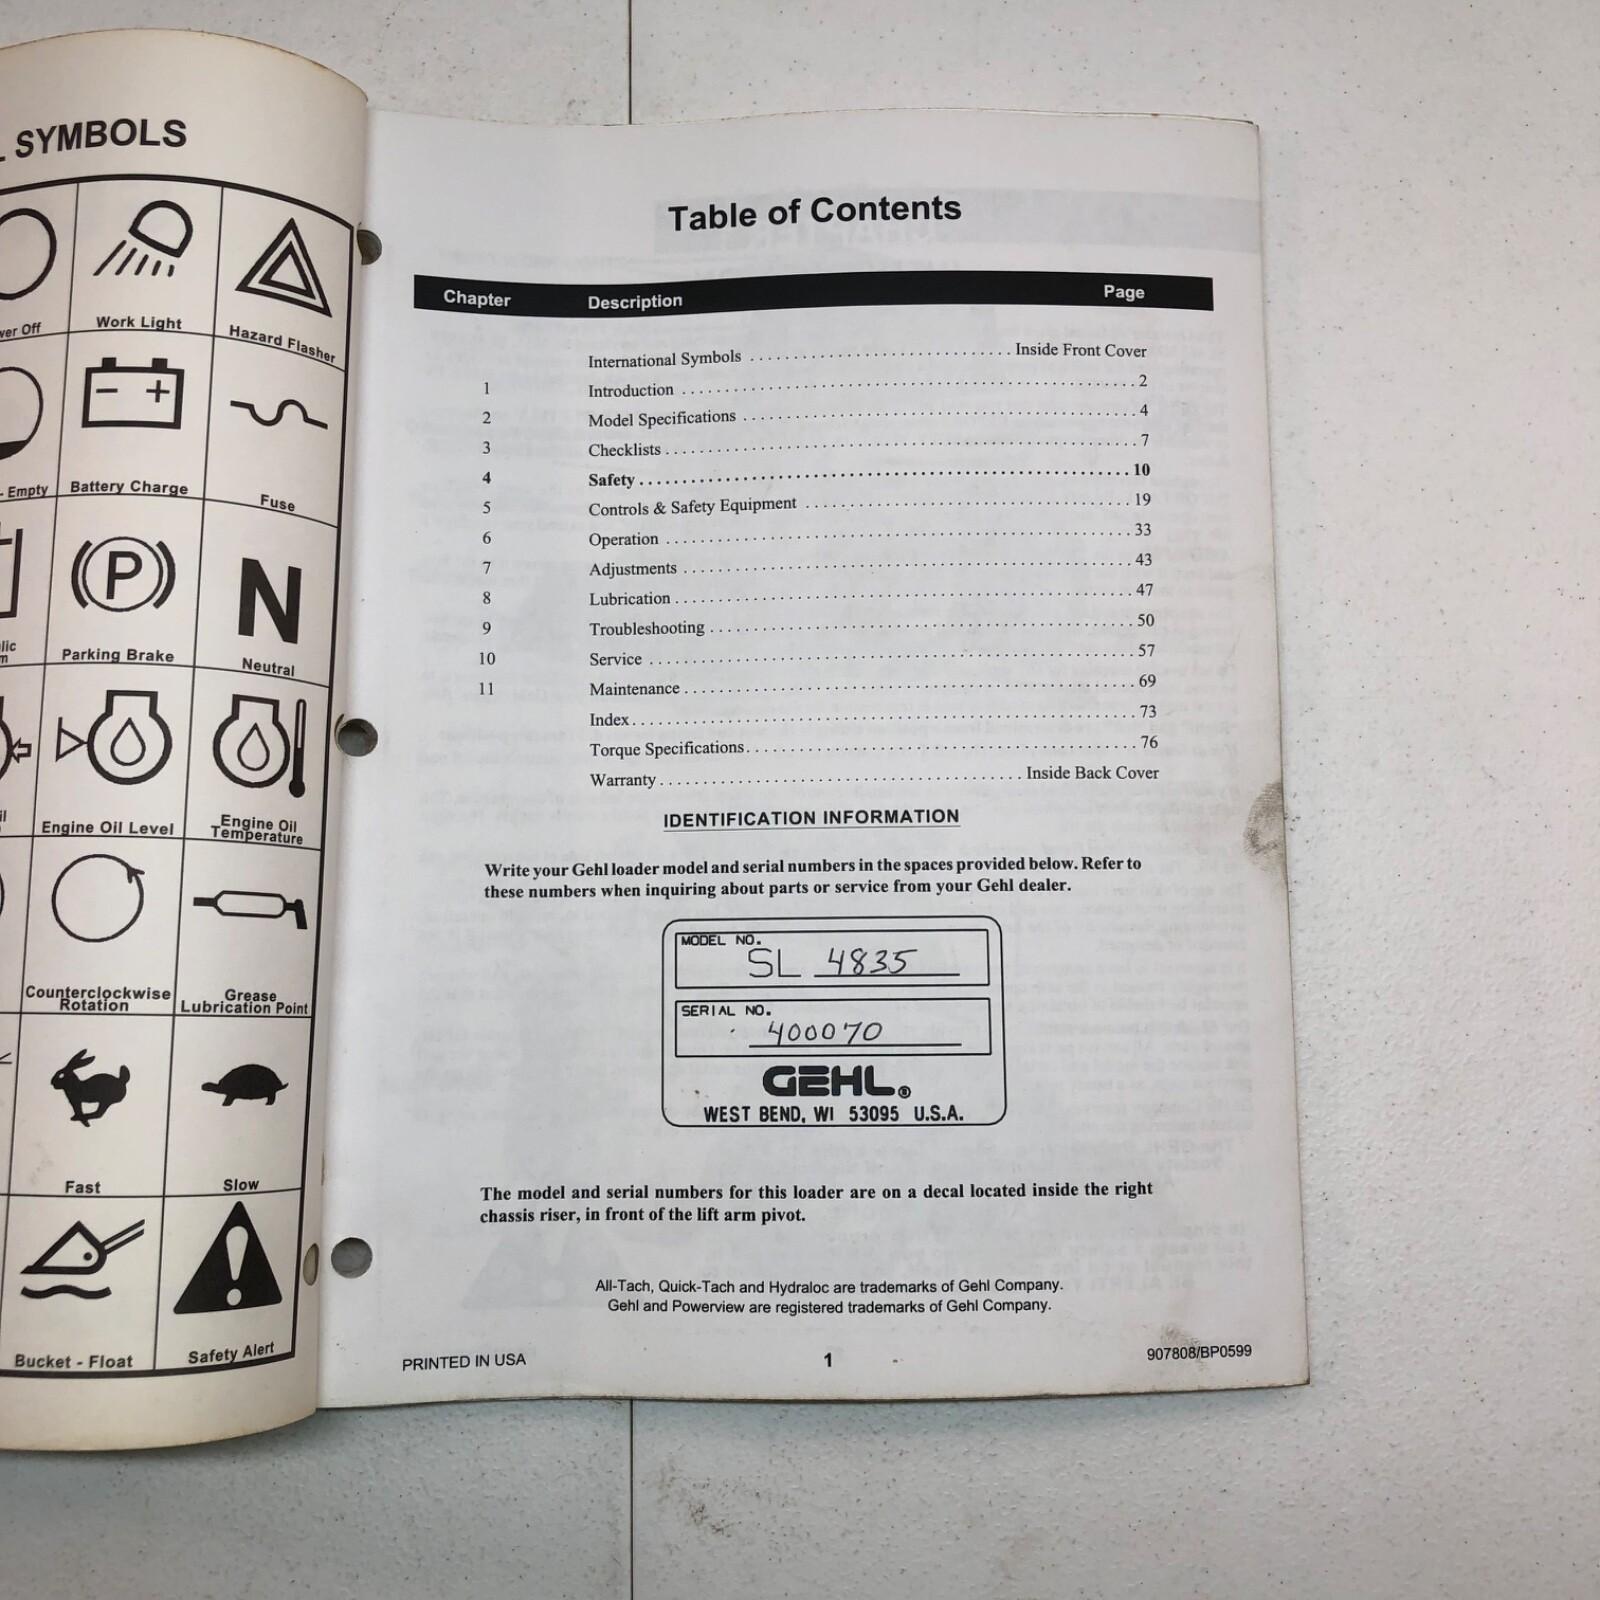 SYMBOLS
Work Light
Hazard Flasher
Battery Charge
Fuse
- Empty
P
N
Parking Brake
Neutral
Engine Oil Level
Engine Oil
Temperature
Counterclockwise
Rotation
Grease
Lubrication Point
Fast
Slow
Bucket - Float
Safety Alert
Table of Contents
Chapter Description Page
International Symbols . . . . . . . . . . . . . . . . . . . . . . . . . . . . Inside Front Cover
1 Introduction . . . . . . . . . . . . . . . . . . . . . . . . . . . . 2
2 Model Specifications . . . . . . . . . . . . . . . . . . . . . . . . . . . . 4
3 Checklists . . . . . . . . . . . . . . . . . . . . . . . . . . . . 7
4 Safety . . . . . . . . . . . . . . . . . . . . . . . . . . . . 10
5 Controls & Safety Equipment . . . . . . . . . . . . . . . . . . . . . . . . . . . . 19
6 Operation . . . . . . . . . . . . . . . . . . . . . . . . . . . . 33
7 Adjustments . . . . . . . . . . . . . . . . . . . . . . . . . . . . 43
8 Lubrication . . . . . . . . . . . . . . . . . . . . . . . . . . . . 47
9 Troubleshooting . . . . . . . . . . . . . . . . . . . . . . . . . . . . 50
10 Service . . . . . . . . . . . . . . . . . . . . . . . . . . . . 57
11 Maintenance . . . . . . . . . . . . . . . . . . . . . . . . . . . . 69
Index . . . . . . . . . . . . . . . . . . . . . . . . . . . . 73
Torque Specifications . . . . . . . . . . . . . . . . . . . . . . . . . . . . 76
Warranty . . . . . . . . . . . . . . . . . . . . . . . . . . . . Inside Back Cover
IDENTIFICATION INFORMATION
Write your Gehl loader model and serial numbers in the spaces provided below. Refer to
these numbers when inquiring about parts or service from your Gehl dealer.
MODEL NO.
SL 4835
SERIAL NO.
400070
GEHL®
WEST BEND, WI 53095 U.S.A.
The model and serial numbers for this loader are on a decal located inside the right
chassis riser, in front of the lift arm pivot.
All-Tach, Quick-Tach and Hydraloc are trademarks of Gehl Company.
Gehl and Powerview are registered trademarks of Gehl Company.
PRINTED IN USA 1 907808/BP0599